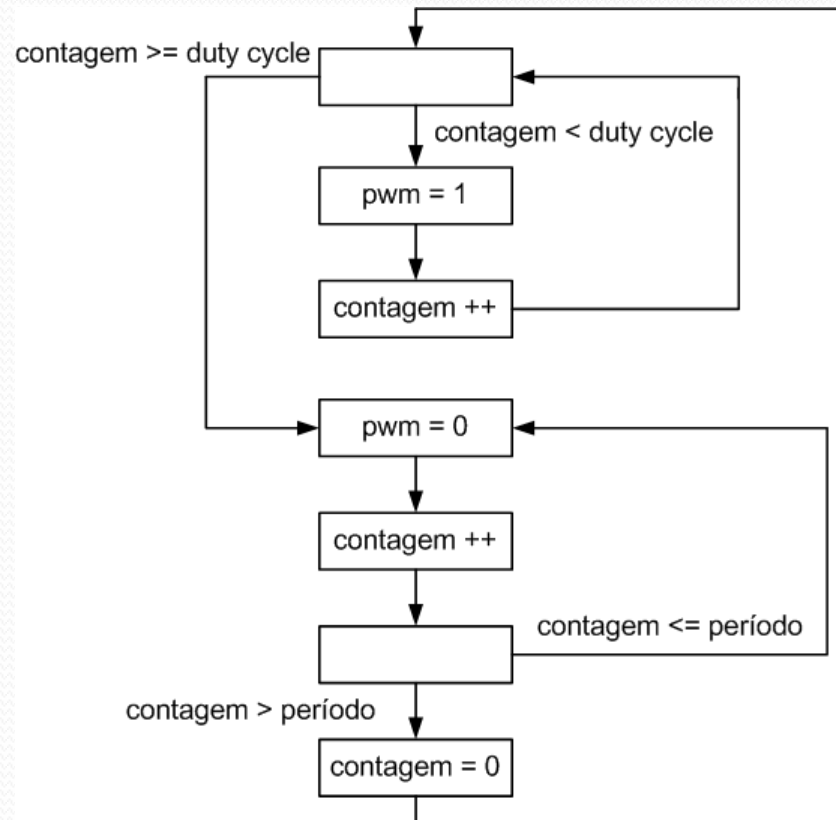 contagem >= duty cycle
contagem < duty cycle
pwm = 1
contagem ++
pwm = 0
contagem ++
contagem <= período
contagem > período
contagem = 0